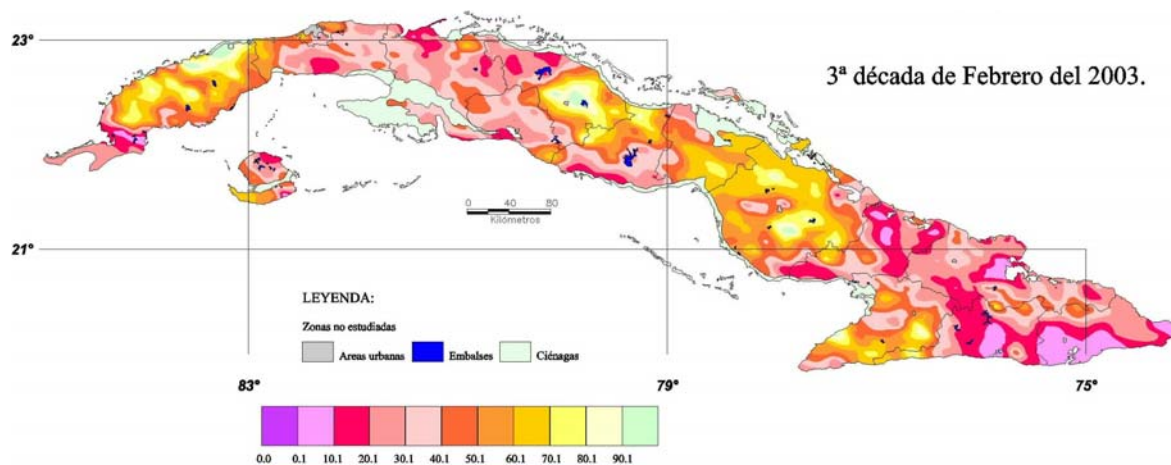 23°
3ª década de Febrero del 2003.
0 40 80
Kilómetros
21°
LEYENDA:
Zonas no estudiadas
Areas urbanas Embalses Ciénagas
83° 79° 75°
0.0 0.1 10.1 20.1 30.1 40.1 50.1 60.1 70.1 80.1 90.1